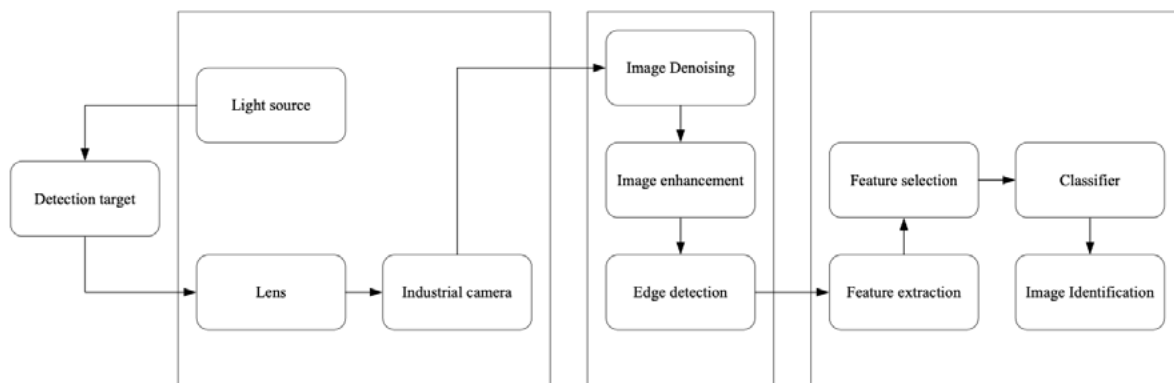 Light source
Detection target
Lens
Industrial camera
Image Denoising
Image enhancement
Edge detection
Feature selection
Classifier
Feature extraction
Image Identification